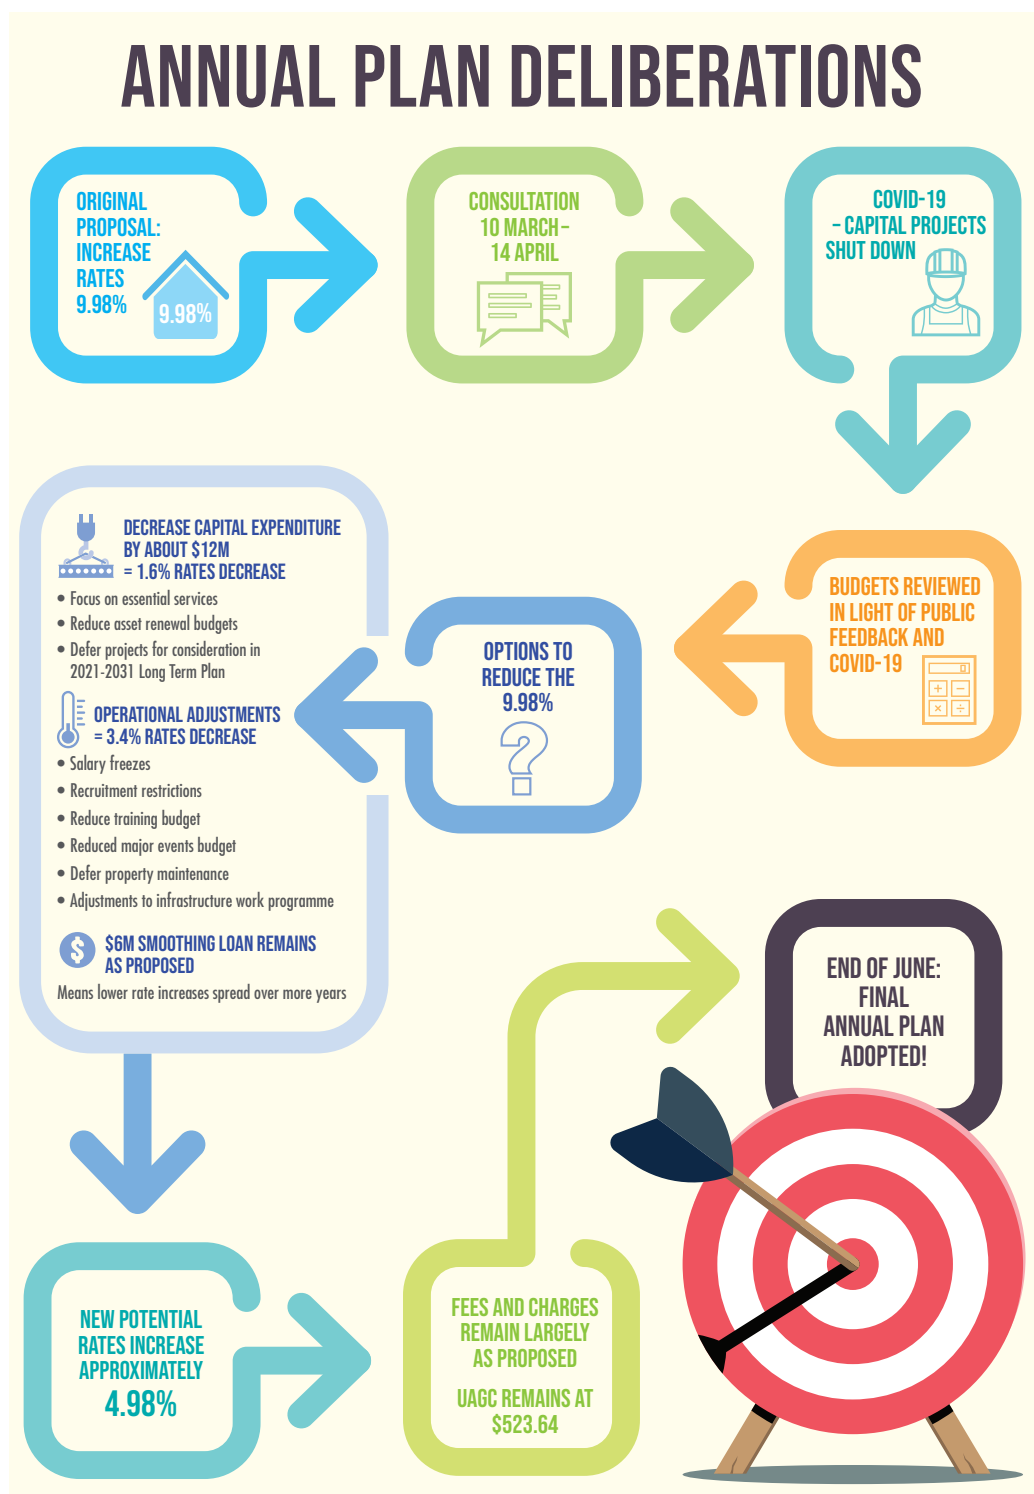 ANNUAL PLAN DELIBERATIONS
ORIGINAL
PROPOSAL:
INCREASE
RATES
9.98%
9.98%
CONSULTATION
10 MARCH–
14 APRIL
COVID-19
– CAPITAL PROJECTS
SHUT DOWN
BUDGETS REVIEWED
IN LIGHT OF PUBLIC
FEEDBACK AND
COVID-19
OPTIONS TO
REDUCE THE
9.98%
?
DECREASE CAPITAL EXPENDITURE
BY ABOUT $12M
= 1.6% RATES DECREASE
• Focus on essential services
• Reduce asset renewal budgets
• Defer projects for consideration in
2021-2031 Long Term Plan
OPERATIONAL ADJUSTMENTS
= 3.4% RATES DECREASE
• Salary freezes
• Recruitment restrictions
• Reduce training budget
• Reduced major events budget
• Defer property maintenance
• Adjustments to infrastructure work programme
$
$6M SMOOTHING LOAN REMAINS
AS PROPOSED
Means lower rate increases spread over more years
NEW POTENTIAL
RATES INCREASE
APPROXIMATELY
4.98%
FEES AND CHARGES
REMAIN LARGELY
AS PROPOSED
UAGC REMAINS AT
$523.64
END OF JUNE:
FINAL
ANNUAL PLAN
ADOPTED!